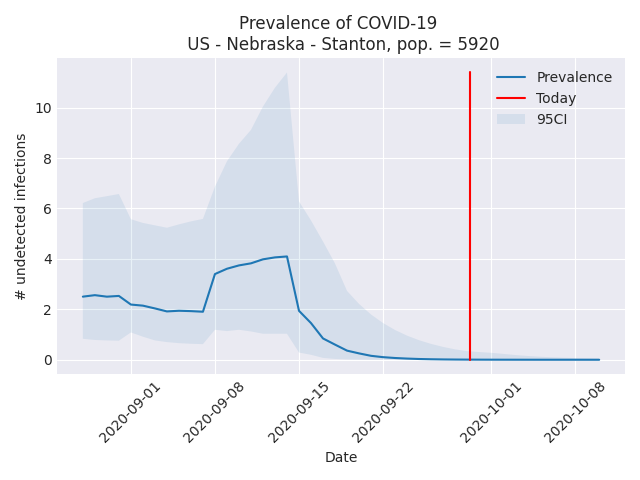 Prevalence of COVID-19
US - Nebraska - Stanton, pop. = 5920
Prevalence
Today
95CI
# undetected infections
10
8
6
4
2
0
2020-09-01
2020-09-08
2020-09-15
2020-09-22
2020-10-01
2020-10-08
Date